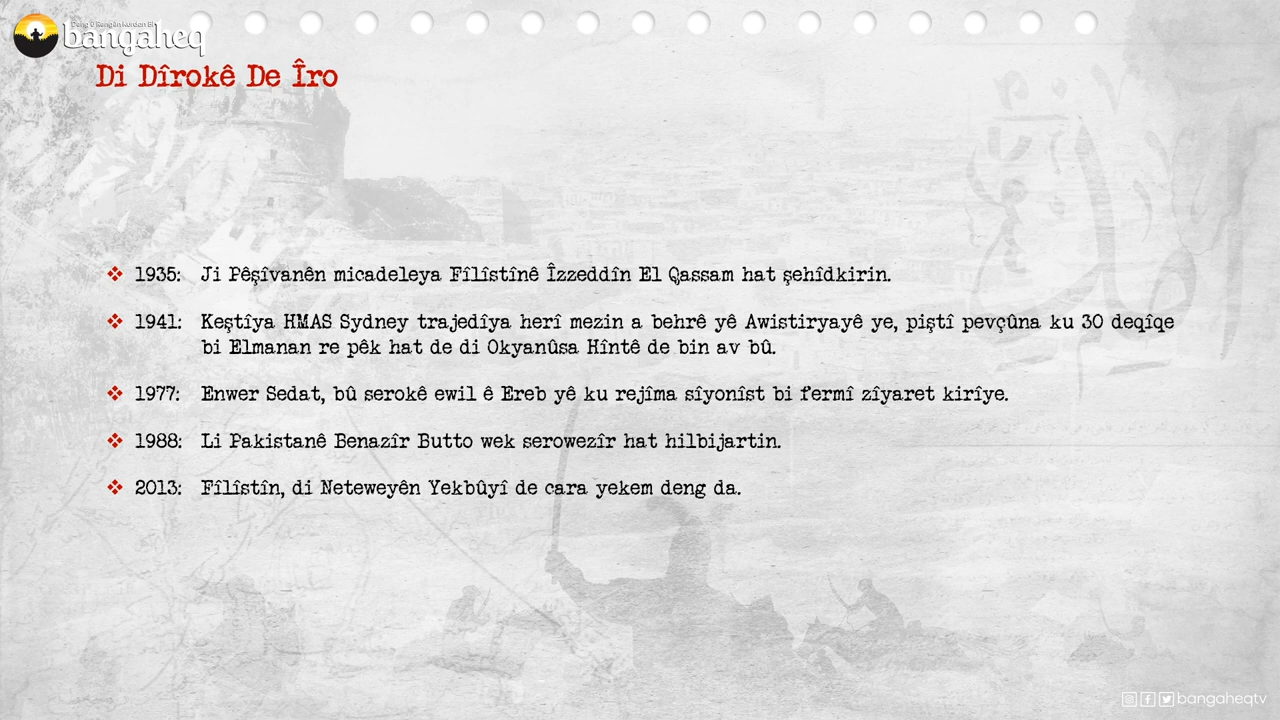 Deng û Rengên Kurdan Bi
bangaheq
Di Dîrokê De Îro
❖ 1935: Ji Pêşîvanên micadeleya Fîlîstînê Îzzeddîn El Qassam hat şehîdkirin.
❖ 1941: Keştîya HMAS Sydney trajedîya herî mezin a behrê yê Awistiryayê ye, piştî pevçûna ku 30 deqîqe
bi Elmanan re pêk hat de di Okyanûsa Hîntê de bin av bû.
❖ 1977: Enwer Sedat, bû serokê ewil ê Ereb yê ku rejîma sîyonîst bi fermî zîyaret kirîye.
❖ 1988: Li Pakistanê Benazîr Butto wek serowezîr hat hilbijartin.
❖ 2013: Fîlîstîn, di Neteweyên Yekbûyî de cara yekem deng da.
bangaheqtv